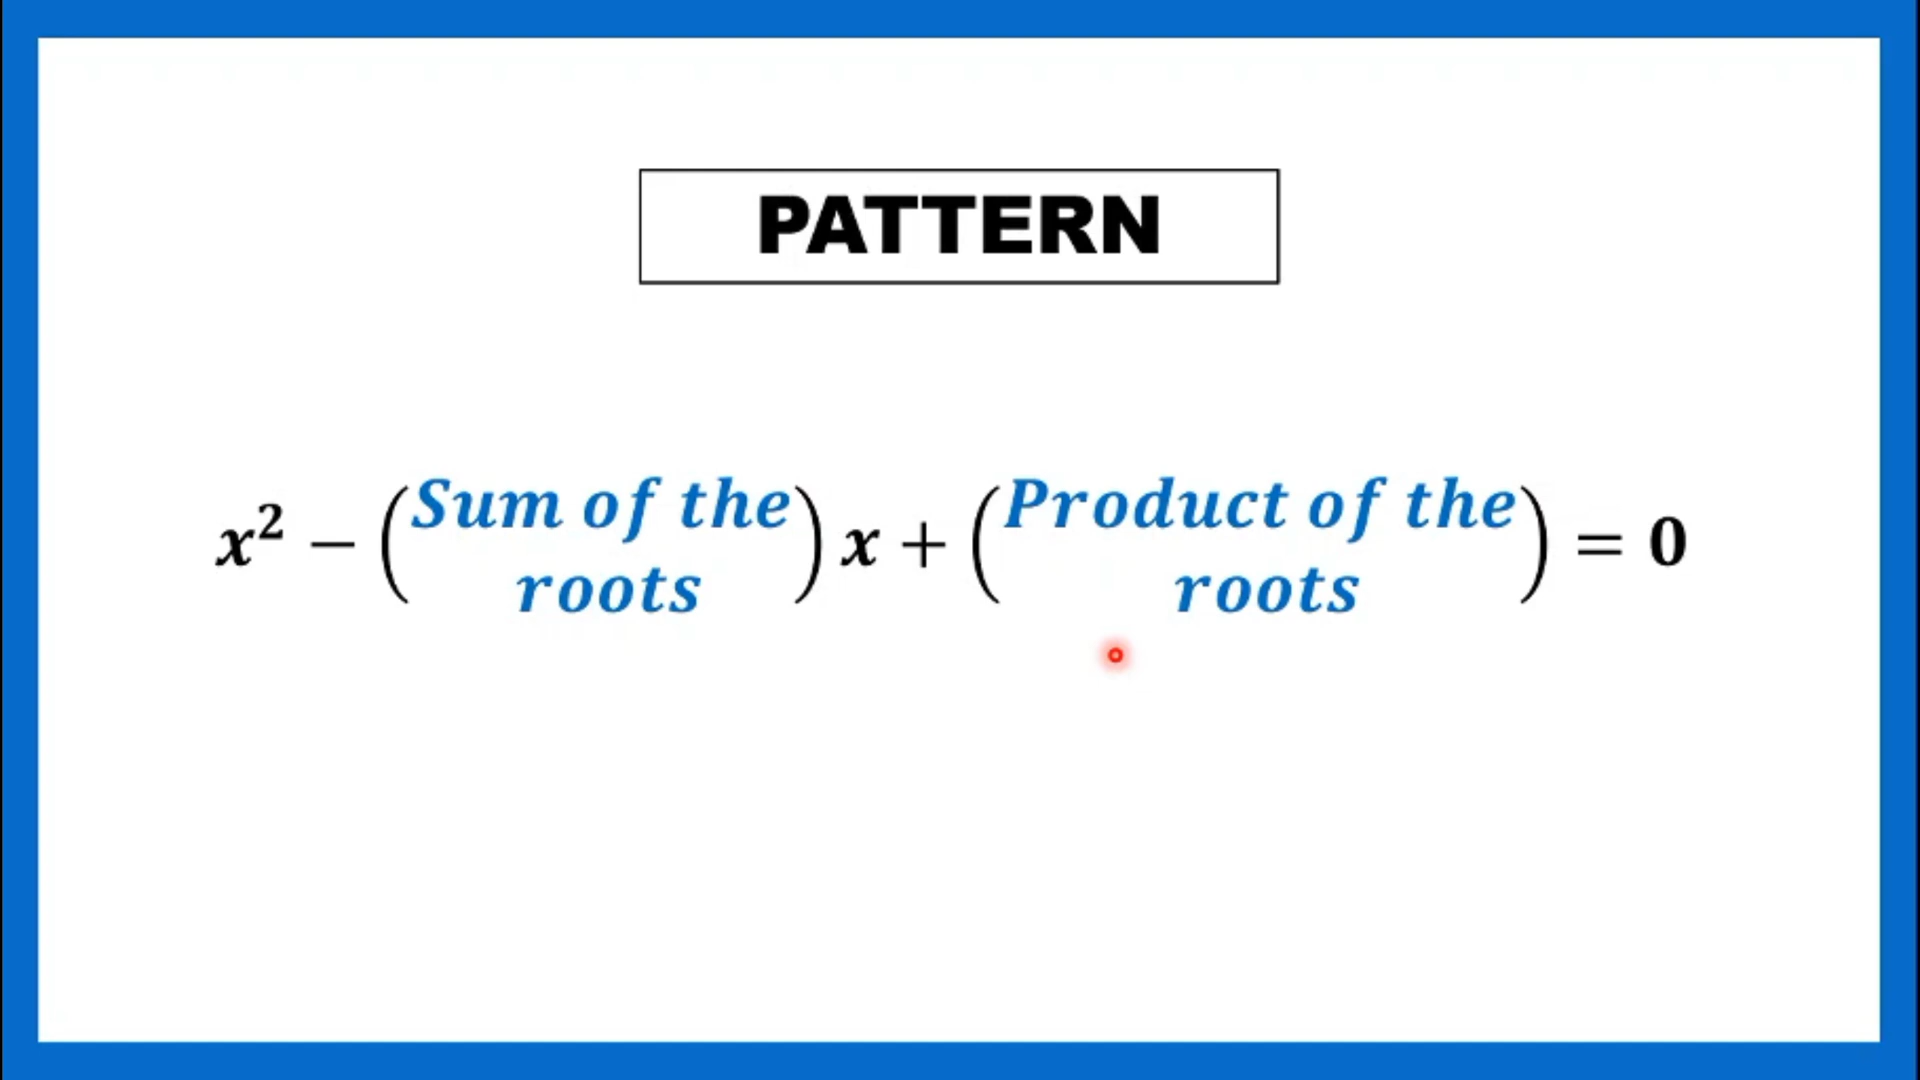 PATTERN
x² − (Sum of the roots) x + (Product of the roots) = 0